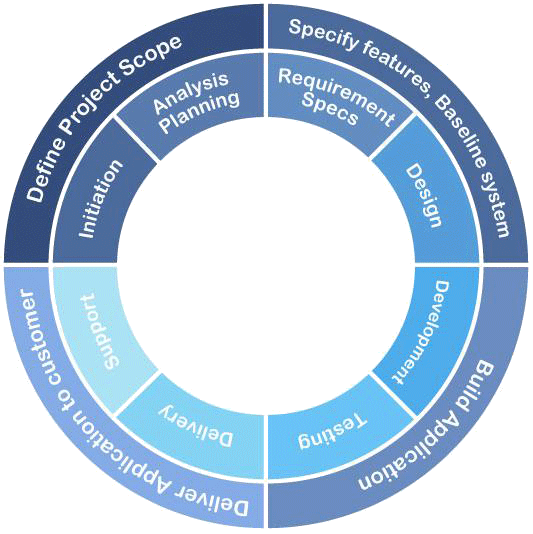 Define Project Scope
Specify features, Baseline system
Build Application
Deliver Application to customer
Initiation
Analysis
Planning
Requirement
Specs
Design
Development
Testing
Delivery
Support